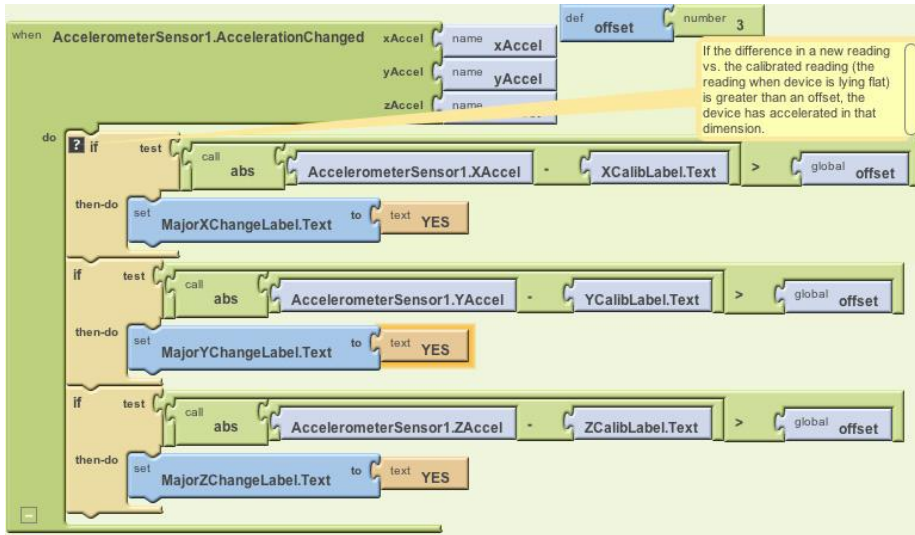 def offset number 3
when AccelerometerSensor1.AccelerationChanged xAccel name xAccel
yAccel name yAccel
zAccel name
If the difference in a new reading
vs. the calibrated reading (the
reading when device is lying flat)
is greater than an offset, the
device has accelerated in that
dimension.
do ? if test call abs AccelerometerSensor1.XAccel - XCalibLabel.Text > global offset
then-do set MajorXChangeLabel.Text to text YES
if test call abs AccelerometerSensor1.YAccel - YCalibLabel.Text > global offset
then-do set MajorYChangeLabel.Text to text YES
if test call abs AccelerometerSensor1.ZAccel - ZCalibLabel.Text > global offset
then-do set MajorZChangeLabel.Text to text YES